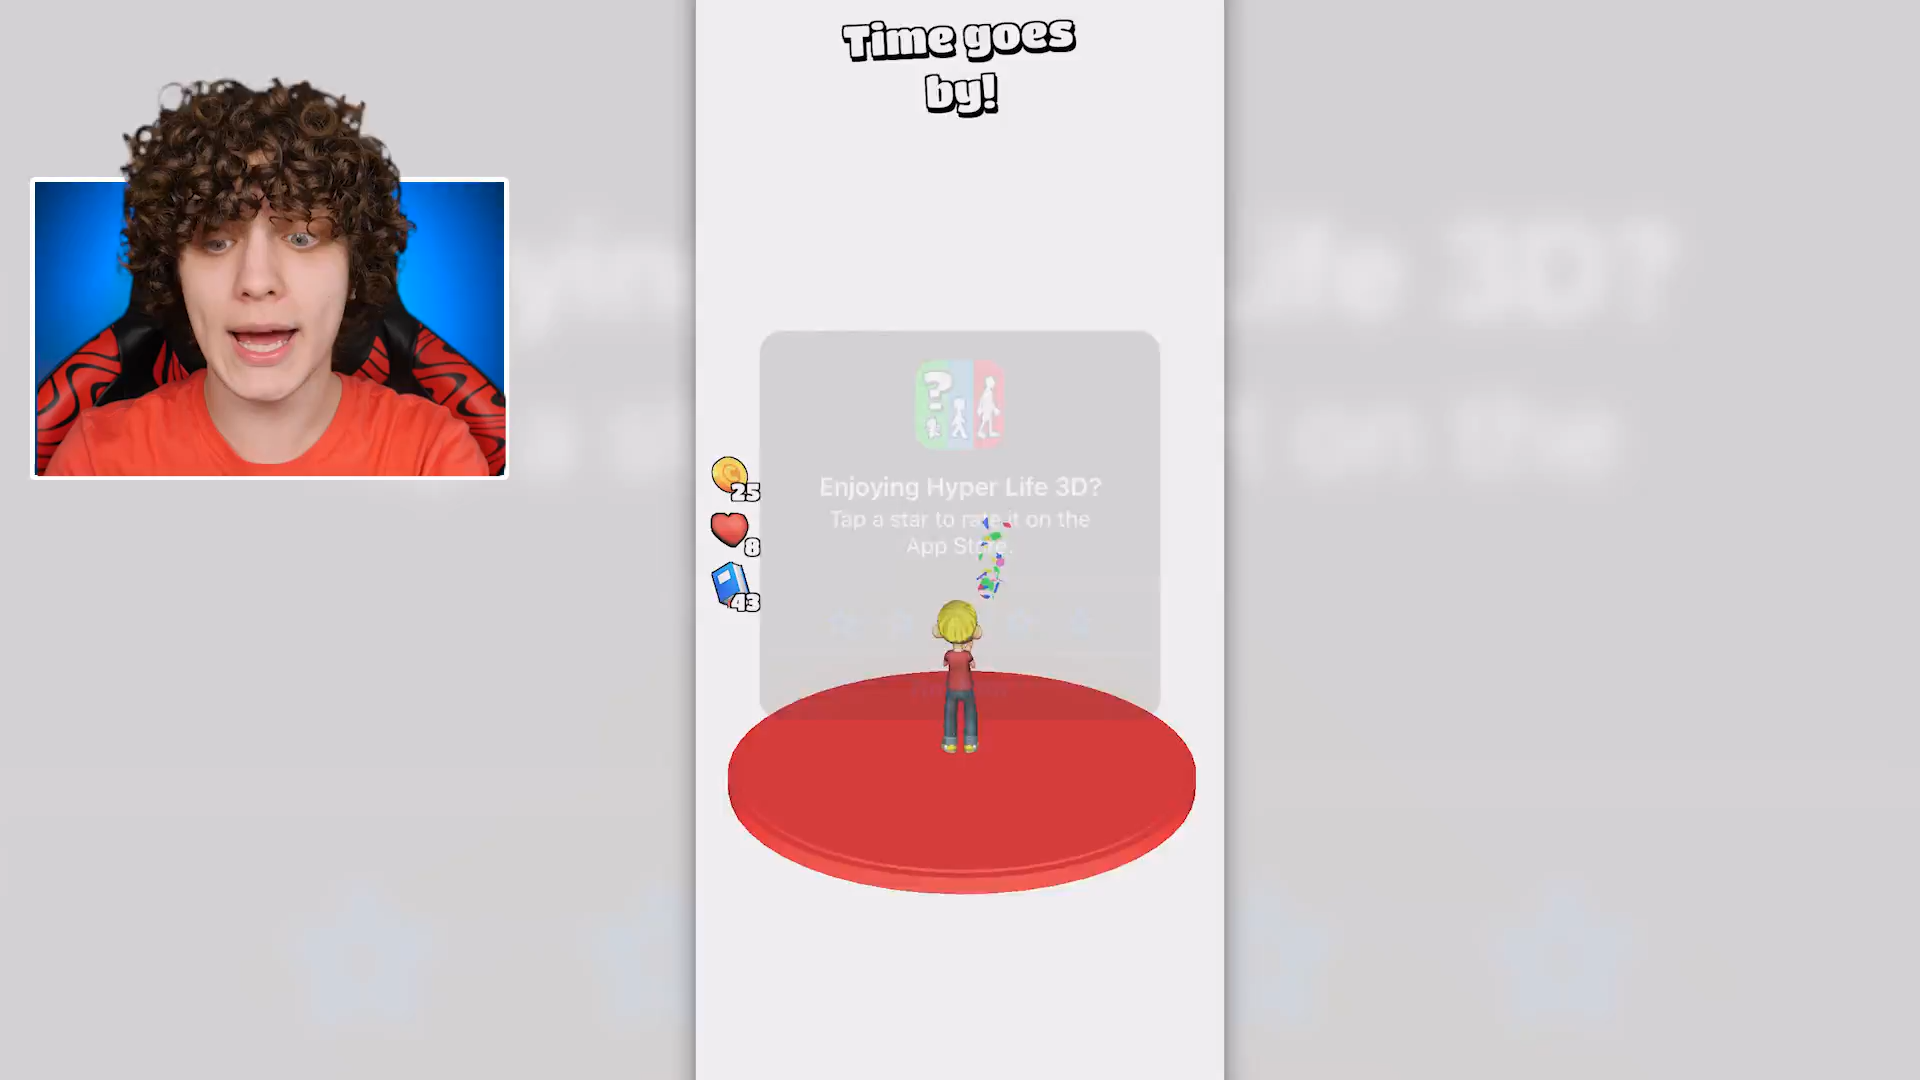 Time goes
by!
Enjoying Hyper Life 3D?
Tap a star to rate it on the
App Store.
25
8
43